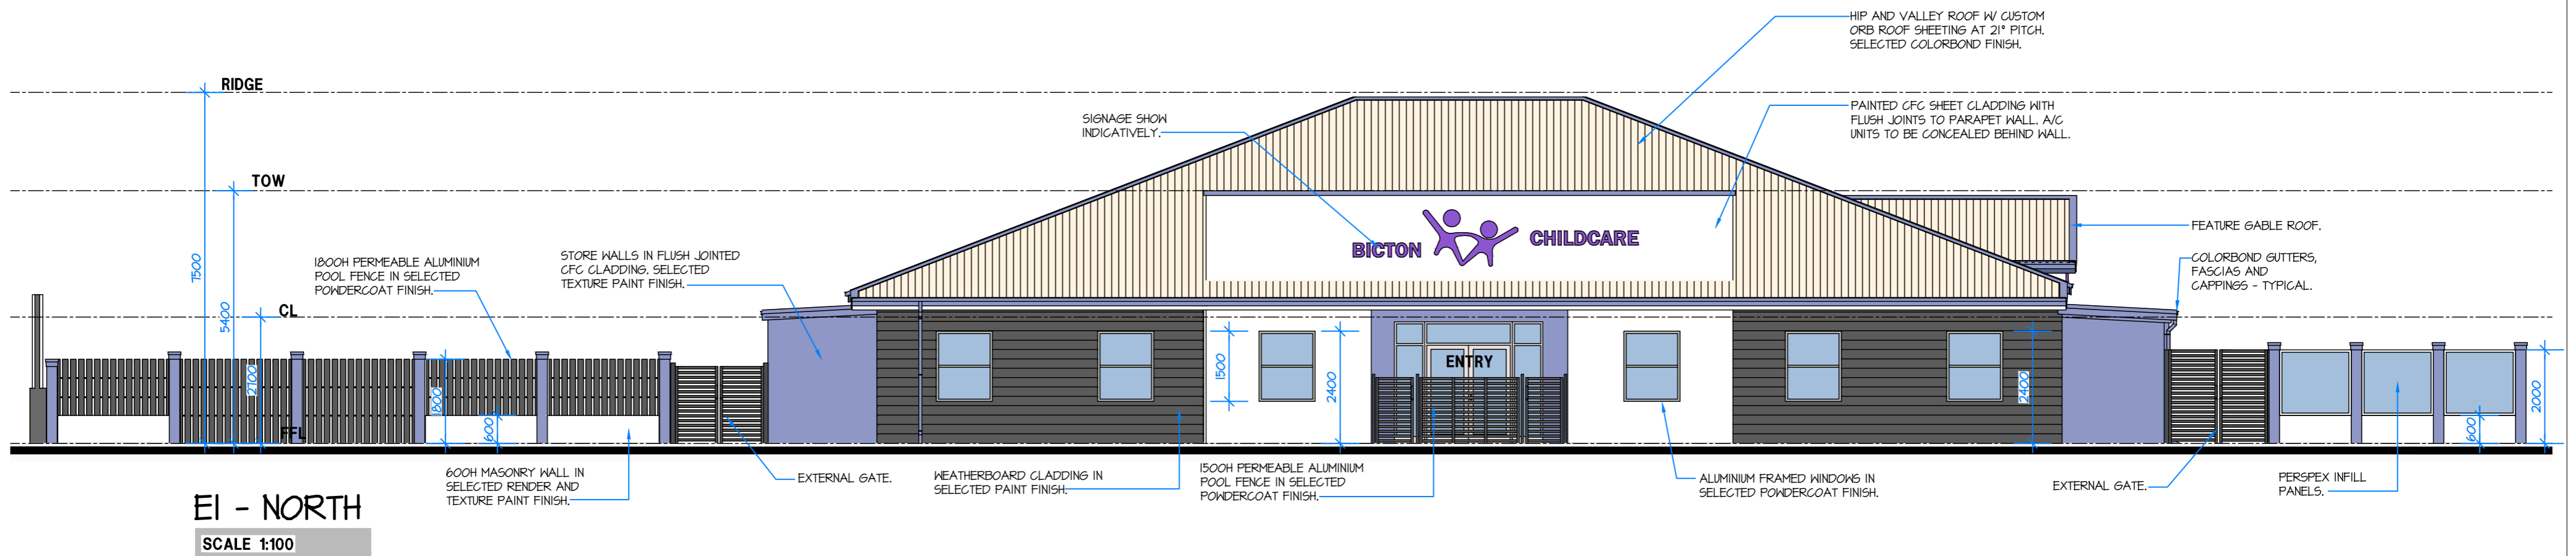 HIP AND VALLEY ROOF W/ CUSTOM
ORB ROOF SHEETING AT 21° PITCH.
SELECTED COLORBOND FINISH.
RIDGE
PAINTED CFC SHEET CLADDING WITH
FLUSH JOINTS TO PARAPET WALL. A/C
UNITS TO BE CONCEALED BEHIND WALL.
SIGNAGE SHOW
INDICATIVELY.
TOW
BICTON CHILDCARE
FEATURE GABLE ROOF.
STORE WALLS IN FLUSH JOINTED
CFC CLADDING. SELECTED
TEXTURE PAINT FINISH.
1800H PERMEABLE ALUMINIUM
POOL FENCE IN SELECTED
POWDERCOAT FINISH.
COLORBOND GUTTERS,
FASCIAS AND
CAPPINGS - TYPICAL.
7500
5400
CL
2700
1800
600
FFL
1500
2400
ENTRY
2400
600
2000
600H MASONRY WALL IN
SELECTED RENDER AND
TEXTURE PAINT FINISH.
EXTERNAL GATE.
WEATHERBOARD CLADDING IN
SELECTED PAINT FINISH.
1500H PERMEABLE ALUMINIUM
POOL FENCE IN SELECTED
POWDERCOAT FINISH.
ALUMINIUM FRAMED WINDOWS IN
SELECTED POWDERCOAT FINISH.
EXTERNAL GATE.
PERSPEX INFILL
PANELS.
E1 - NORTH
SCALE 1:100